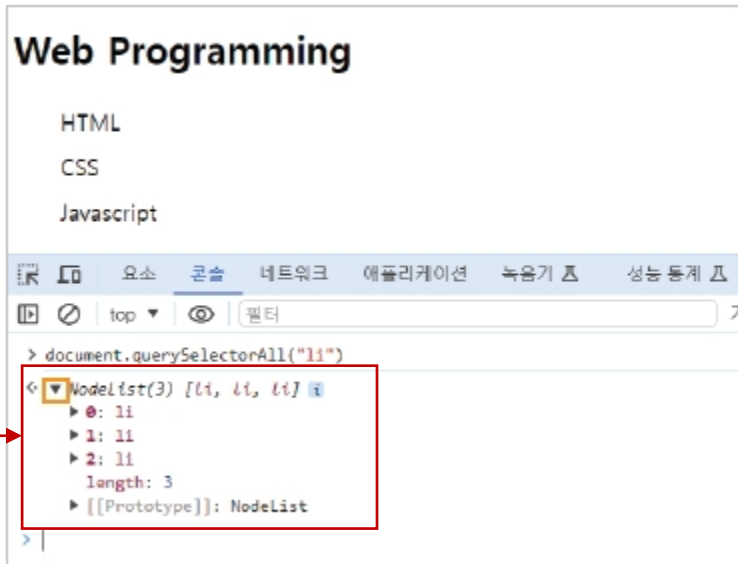 Web Programming
HTML
CSS
Javascript
요소 콘솔 네트워크 애플리케이션 녹음기 성능 통계
top ▼ 필터
> document.querySelectorAll("li")
▼ NodeList(3) [li, li, li] i
▶ 0: li
▶ 1: li
▶ 2: li
length: 3
▶ [[Prototype]]: NodeList
>